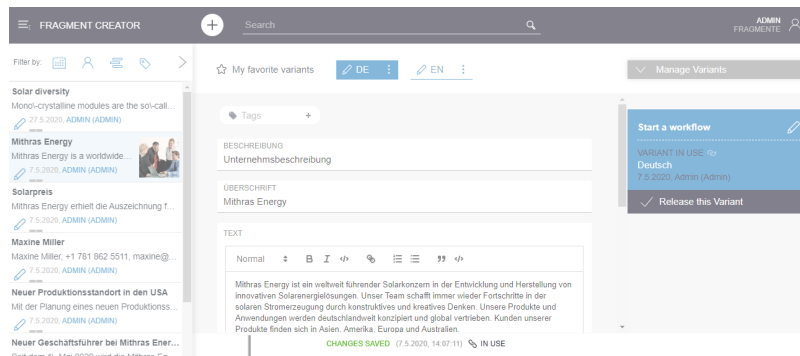 FRAGMENT CREATOR
Search
ADMIN
FRAGMENTE
Filter by:
Solar diversity
Mono\-crystalline modules are the so\-call...
27.5.2020, ADMIN (ADMIN)
Mithras Energy
Mithras Energy is a worldwide...
7.5.2020, ADMIN (ADMIN)
Solarpreis
Mithras Energy erhielt die Auszeichnung f...
7.5.2020, ADMIN (ADMIN)
Maxine Miller
Maxine Miller, +1 781 862 5511, maxine@...
7.5.2020, ADMIN (ADMIN)
Neuer Produktionsstandort in den USA
Mit der Planung eines neuen Produktionss...
7.5.2020, ADMIN (ADMIN)
Neuer Geschäftsführer bei Mithras Ener...
My favorite variants
DE
EN
Tags
BESCHREIBUNG
Unternehmsbeschreibung
ÜBERSCHRIFT
Mithras Energy
TEXT
Normal
Mithras Energy ist ein weltweit führender Solarkonzern in der Entwicklung und Herstellung von
innovativen Solarenergielösungen. Unser Team schafft immer wieder Fortschritte in der
solaren Stromerzeugung durch konstruktives und kreatives Denken. Unsere Produkte und
Anwendungen werden deutschlandweit konzipiert und global vertrieben. Kunden unserer
Produkte finden sich in Asien, Amerika, Europa und Australien.
CHANGES SAVED (7.5.2020, 14:07:11) IN USE
Manage Variants
Start a workflow
VARIANT IN USE
Deutsch
7.5.2020, Admin (Admin)
Release this Variant